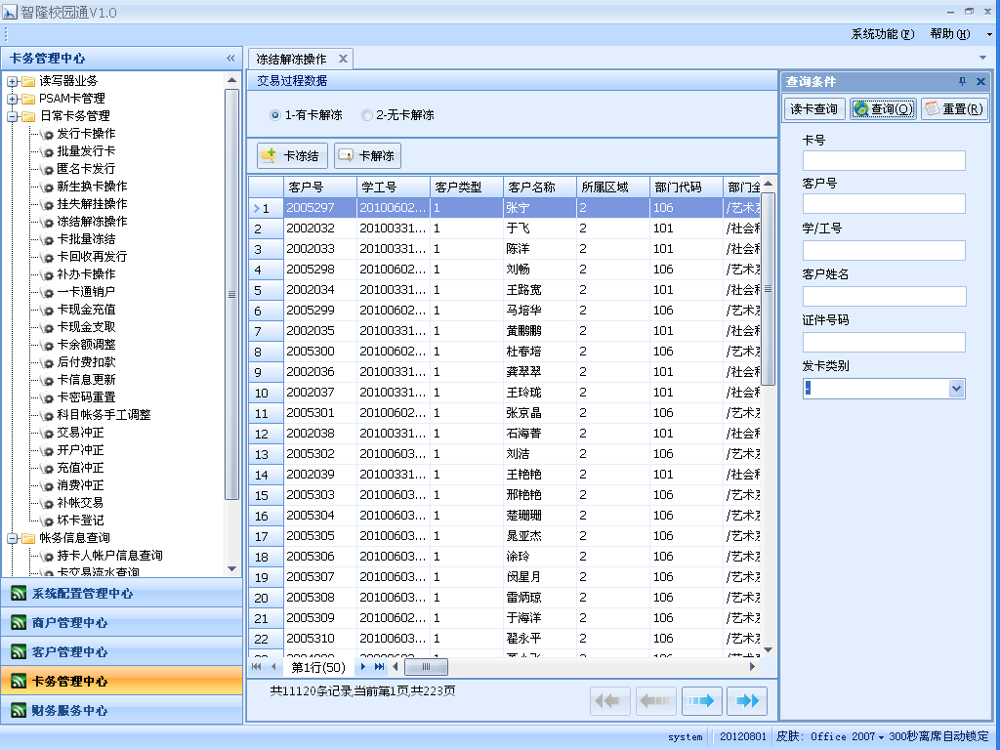 智隆校园通V1.0
系统功能(F) 帮助(H)
卡务管理中心
读写器业务
PSAM卡管理
日常卡务管理
发行卡操作
批量发行卡
匿名卡发行
新生换卡操作
挂失解挂操作
冻结解冻操作
卡批量冻结
卡回收再发行
补办卡操作
一卡通销户
卡现金充值
卡现金支取
卡余额调整
后付费扣款
卡信息更新
卡密码重置
科目帐务手工调整
交易冲正
开户冲正
充值冲正
消费冲正
补帐交易
坏卡登记
帐务信息查询
持卡人帐户信息查询
卡交易流水查询
系统配置管理中心
商户管理中心
客户管理中心
卡务管理中心
财务服务中心
冻结解冻操作
交易过程数据
1-有卡解冻 2-无卡解冻
卡冻结 卡解冻
客户号 学工号 客户类型 客户名称 所属区域 部门代码 部门全
1 2005297 20100602... 1 张宁 2 106 /艺术系
2 2002032 20100331... 1 于飞 2 101 /社会科
3 2002033 20100331... 1 陈洋 2 101 /社会科
4 2005298 20100602... 1 刘畅 2 106 /艺术系
5 2002034 20100331... 1 王路宽 2 101 /社会科
6 2005299 20100602... 1 马培华 2 106 /艺术系
7 2002035 20100331... 1 黄鹏鹏 2 101 /社会科
8 2005300 20100602... 1 杜春培 2 106 /艺术系
9 2002036 20100331... 1 龚翠翠 2 101 /社会科
10 2002037 20100331... 1 王玲珑 2 101 /社会科
11 2005301 20100602... 1 张京晶 2 106 /艺术系
12 2002038 20100331... 1 石海菁 2 101 /社会科
13 2005302 20100603... 1 刘洁 2 106 /艺术系
14 2002039 20100331... 1 王艳艳 2 101 /社会科
15 2005303 20100603... 1 邢艳艳 2 106 /艺术系
16 2005304 20100603... 1 楚珊珊 2 106 /艺术系
17 2005305 20100603... 1 晁亚杰 2 106 /艺术系
18 2005306 20100603... 1 涂玲 2 106 /艺术系
19 2005307 20100603... 1 闵星月 2 106 /艺术系
20 2005308 20100603... 1 雷炳琼 2 106 /艺术系
21 2005309 20100602... 1 于海洋 2 106 /艺术系
22 2005310 20100603... 1 翟永平 2 106 /艺术系
第1行(50)
共11120条记录,当前第1页,共223页
查询条件
读卡查询 查询(Q) 重置(R)
卡号
客户号
学/工号
客户姓名
证件号码
发卡类别
-
system 20120801 皮肤: Office 2007 300秒离席自动锁定